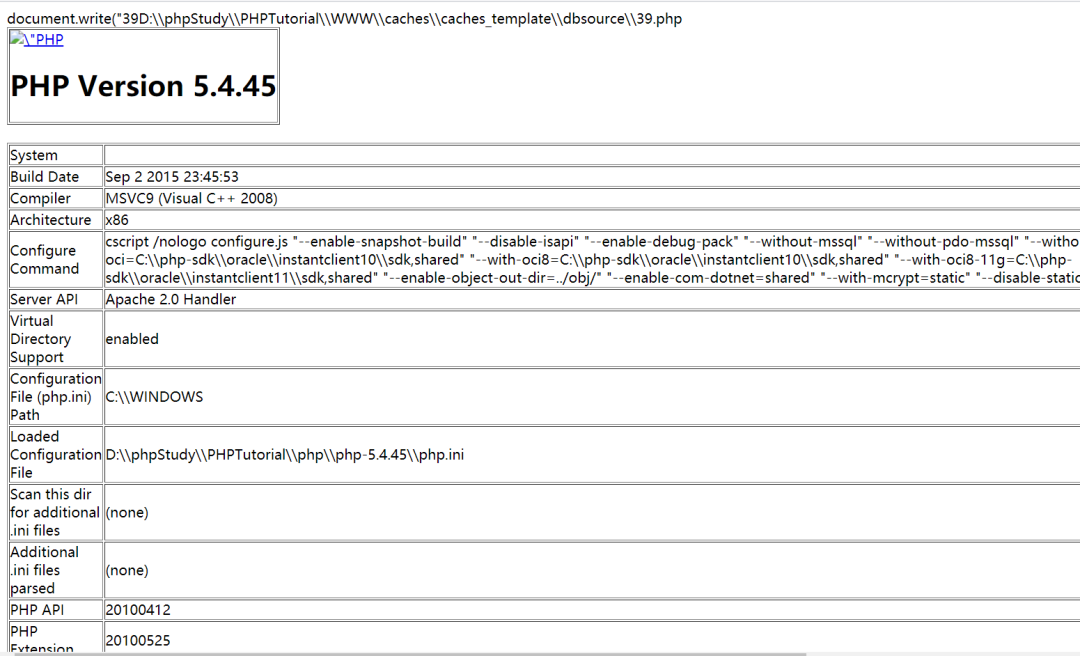 document.write("39D:\\phpStudy\\PHPTutorial\\WWW\\caches\\caches_template\\dbsource\\39.php
\"PHP
PHP Version 5.4.45
System
Build Date Sep 2 2015 23:45:53
Compiler MSVC9 (Visual C++ 2008)
Architecture x86
Configure
Command
cscript /nologo configure.js "--enable-snapshot-build" "--disable-isapi" "--enable-debug-pack" "--without-mssql" "--without-pdo-mssql" "--witho
oci=C:\\php-sdk\\oracle\\instantclient10\\sdk,shared" "--with-oci8=C:\\php-sdk\\oracle\\instantclient10\\sdk,shared" "--with-oci8-11g=C:\\php-
sdk\\oracle\\instantclient11\\sdk,shared" "--enable-object-out-dir=../obj/" "--enable-com-dotnet=shared" "--with-mcrypt=static" "--disable-static
Server API Apache 2.0 Handler
Virtual
Directory
Support
enabled
Configuration
File (php.ini)
Path
C:\\WINDOWS
Loaded
Configuration
File
D:\\phpStudy\\PHPTutorial\\php\\php-5.4.45\\php.ini
Scan this dir
for additional
.ini files
(none)
Additional
.ini files
parsed
(none)
PHP API 20100412
PHP
Extension
20100525